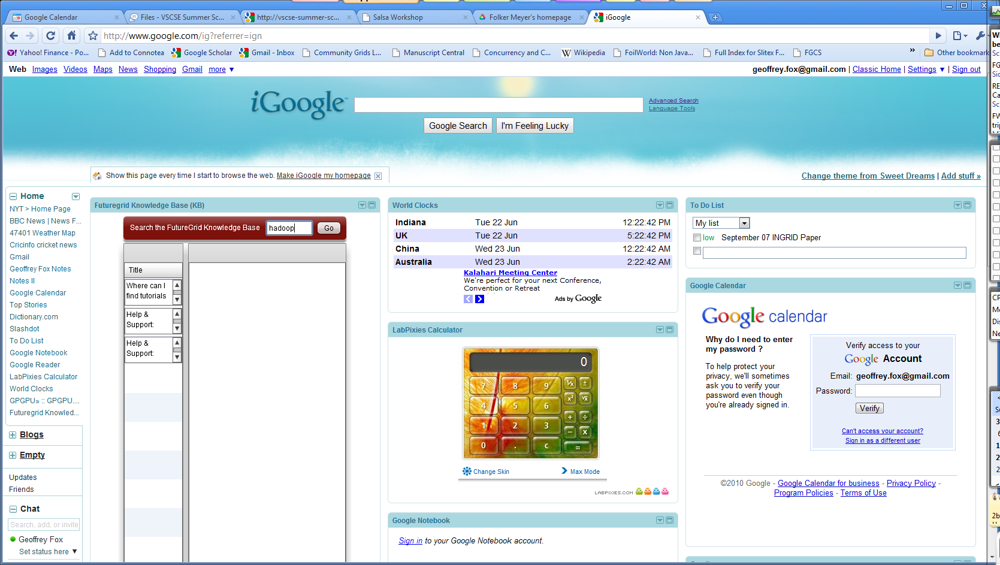 Google Calendar
Files - VSCSE Summer Sc...
http://vscse-summer-sc...
Salsa Workshop
Folker Meyer's homepage
iGoogle
http://www.google.com/ig?referrer=ign
Yahoo! Finance - Po...
Add to Connotea
Google Scholar
Gmail - Inbox
Community Grids L...
Manuscript Central
Concurrency and C...
Wikipedia
FoilWorld: Non Java...
Full Index for Slitex F...
FGCS
»
Other bookmark
Web Images Videos Maps News Shopping Gmail more ▼
geoffrey.fox@gmail.com | Classic Home | Settings ▼ | Sign out
iGoogle™
Advanced Search
Language Tools
Google Search
I'm Feeling Lucky
Show this page every time I start to browse the web. Make iGoogle my homepage
Change theme from Sweet Dreams | Add stuff »
Home
NYT > Home Page
BBC News | News F...
47401 Weather Map
Cricinfo cricket news
Gmail
Geoffrey Fox Notes
Notes II
Google Calendar
Top Stories
Dictionary.com
Slashdot
To Do List
Google Notebook
Google Reader
LabPixies Calculator
World Clocks
GPGPU» :: GPGPU....
Futuregrid Knowled...
Blogs
Empty
Updates
Friends
Chat
Search, add, or invite
Geoffrey Fox
Set status here ▼
Futuregrid Knowledge Base (KB)
Search the FutureGrid Knowledge Base
hadoop
Go
Title
Where can I
find tutorials
Help &
Support:
Help &
Support:
World Clocks
Indiana Tue 22 Jun 12:22:42 PM
UK Tue 22 Jun 5:22:42 PM
China Wed 23 Jun 12:22:42 AM
Australia Wed 23 Jun 2:22:42 AM
Kalahari Meeting Center
We're perfect for your next Conference,
Convention or Retreat
Ads by Google
LabPixies Calculator
0
7 8 9 ¹/x ±
4 5 6 x² √x
1 2 3 + ÷
0 . c − x =
Change Skin
Max Mode
LABPIXIES.COM
Google Notebook
Sign in to your Google Notebook account.
To Do List
My list
low September 07 INGRID Paper
Google Calendar
Google calendar
Why do I need to enter
my password ?
To help protect your
privacy, we'll sometimes
ask you to verify your
password even though
you're already signed in.
Verify access to your
Google Account
Email: geoffrey.fox@gmail.com
Password:
Verify
Can't access your account?
Sign in as a different user
©2010 Google - Google Calendar for business - Privacy Policy -
Program Policies - Terms of Use